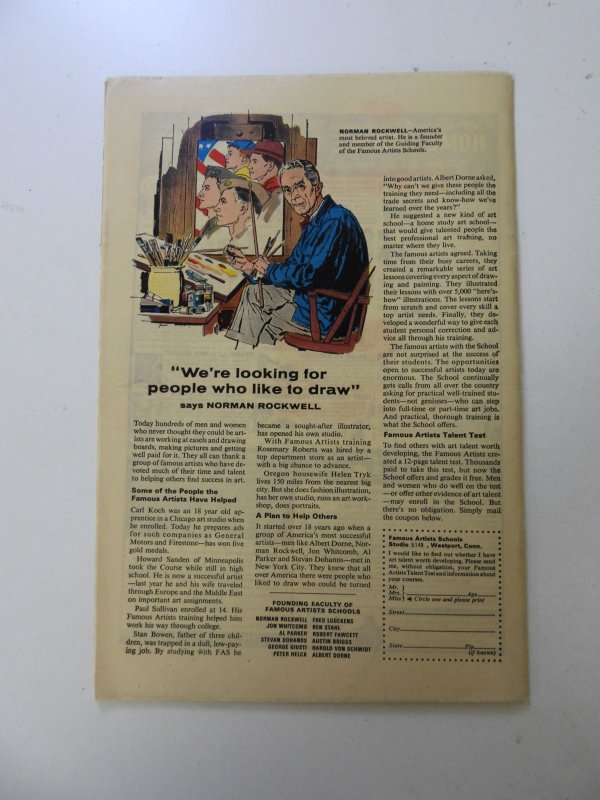 NORMAN ROCKWELL—America's
most beloved artist. He is a founder
and member of the Guiding Faculty
of the Famous Artists Schools.
"We're looking for
people who like to draw"
says NORMAN ROCKWELL
Today hundreds of men and women
who never thought they could be art-
ists are working at easels and drawing
boards, making pictures and getting
well paid for it. They all can thank a
group of famous artists who have de-
voted much of their time and talent
to helping others find success in art.
Some of the People the
Famous Artists Have Helped
Carl Koch was an 18 year old ap-
prentice in a Chicago art studio when
he enrolled. Today he prepares ads
for such companies as General
Motors and Firestone—has won five
gold medals.
Howard Sanden of Minneapolis
took the Course while still in high
school. He is now a successful artist
—last year he and his wife traveled
through Europe and the Middle East
on important art assignments.
Paul Sullivan enrolled at 14. His
Famous Artists training helped him
work his way through college.
Stan Bowen, father of three chil-
dren, was trapped in a dull, low-pay-
ing job. By studying with FAS he
became a sought-after illustrator,
has opened his own studio.
With Famous Artists training
Rosemary Roberts was hired by a
top department store as an artist—
with a big chance to advance.
Oregon housewife Helen Tryk
lives 150 miles from the nearest big
city. But she does fashion illustration,
has her own studio, runs an art work-
shop, does portraits.
A Plan to Help Others
It started over 18 years ago when a
group of America's most successful
artists—men like Albert Dorne, Nor-
man Rockwell, Jon Whitcomb, Al
Parker and Stevan Dohanos—met in
New York City. They knew that all
over America there were people who
liked to draw who could be turned
FOUNDING FACULTY OF
FAMOUS ARTISTS SCHOOLS
NORMAN ROCKWELL FRED LUDEKENS
JON WHITCOMB BEN STAHL
AL PARKER ROBERT FAWCETT
STEVAN DOHANOS AUSTIN BRIGGS
GEORGE GIUSTI HAROLD VON SCHMIDT
PETER HELCK ALBERT DORNE
into good artists. Albert Dorne asked,
"Why can't we give these people the
training they need—including all the
trade secrets and know-how we've
learned over the years?"
He suggested a new kind of art
school—a home study art school—
that would give talented people the
best professional art training, no
matter where they live.
The famous artists agreed. Taking
time from their busy careers, they
created a remarkable series of art
lessons covering every aspect of draw-
ing and painting. They illustrated
their lessons with over 5,000 "here's-
how" illustrations. The lessons start
from scratch and cover every skill a
top artist needs. Finally, they de-
veloped a wonderful way to give each
student personal correction and ad-
vice all through his training.
The famous artists with the School
are not surprised at the success of
their students. The opportunities
open to successful artists today are
enormous. The School continually
gets calls from all over the country
asking for practical well-trained stu-
dents—not geniuses—who can step
into full-time or part-time art jobs.
And practical, thorough training is
what the School offers.
Famous Artists Talent Test
To find others with art talent worth
developing, the Famous Artists cre-
ated a 12-page talent test. Thousands
paid to take this test, but now the
School offers and grades it free. Men
and women who do well on the test
—or offer other evidence of art talent
—may enroll in the School. But
there's no obligation. Simply mail
the coupon below.
Famous Artists Schools
Studio , Westport, Conn.
I would like to find out whether I have
art talent worth developing. Please send
me, without obligation, your Famous
Artists Talent Test and information about
your courses.
Mr.
Mrs. Age
Miss Circle one and please print
Street
City
State Zip
(if known)